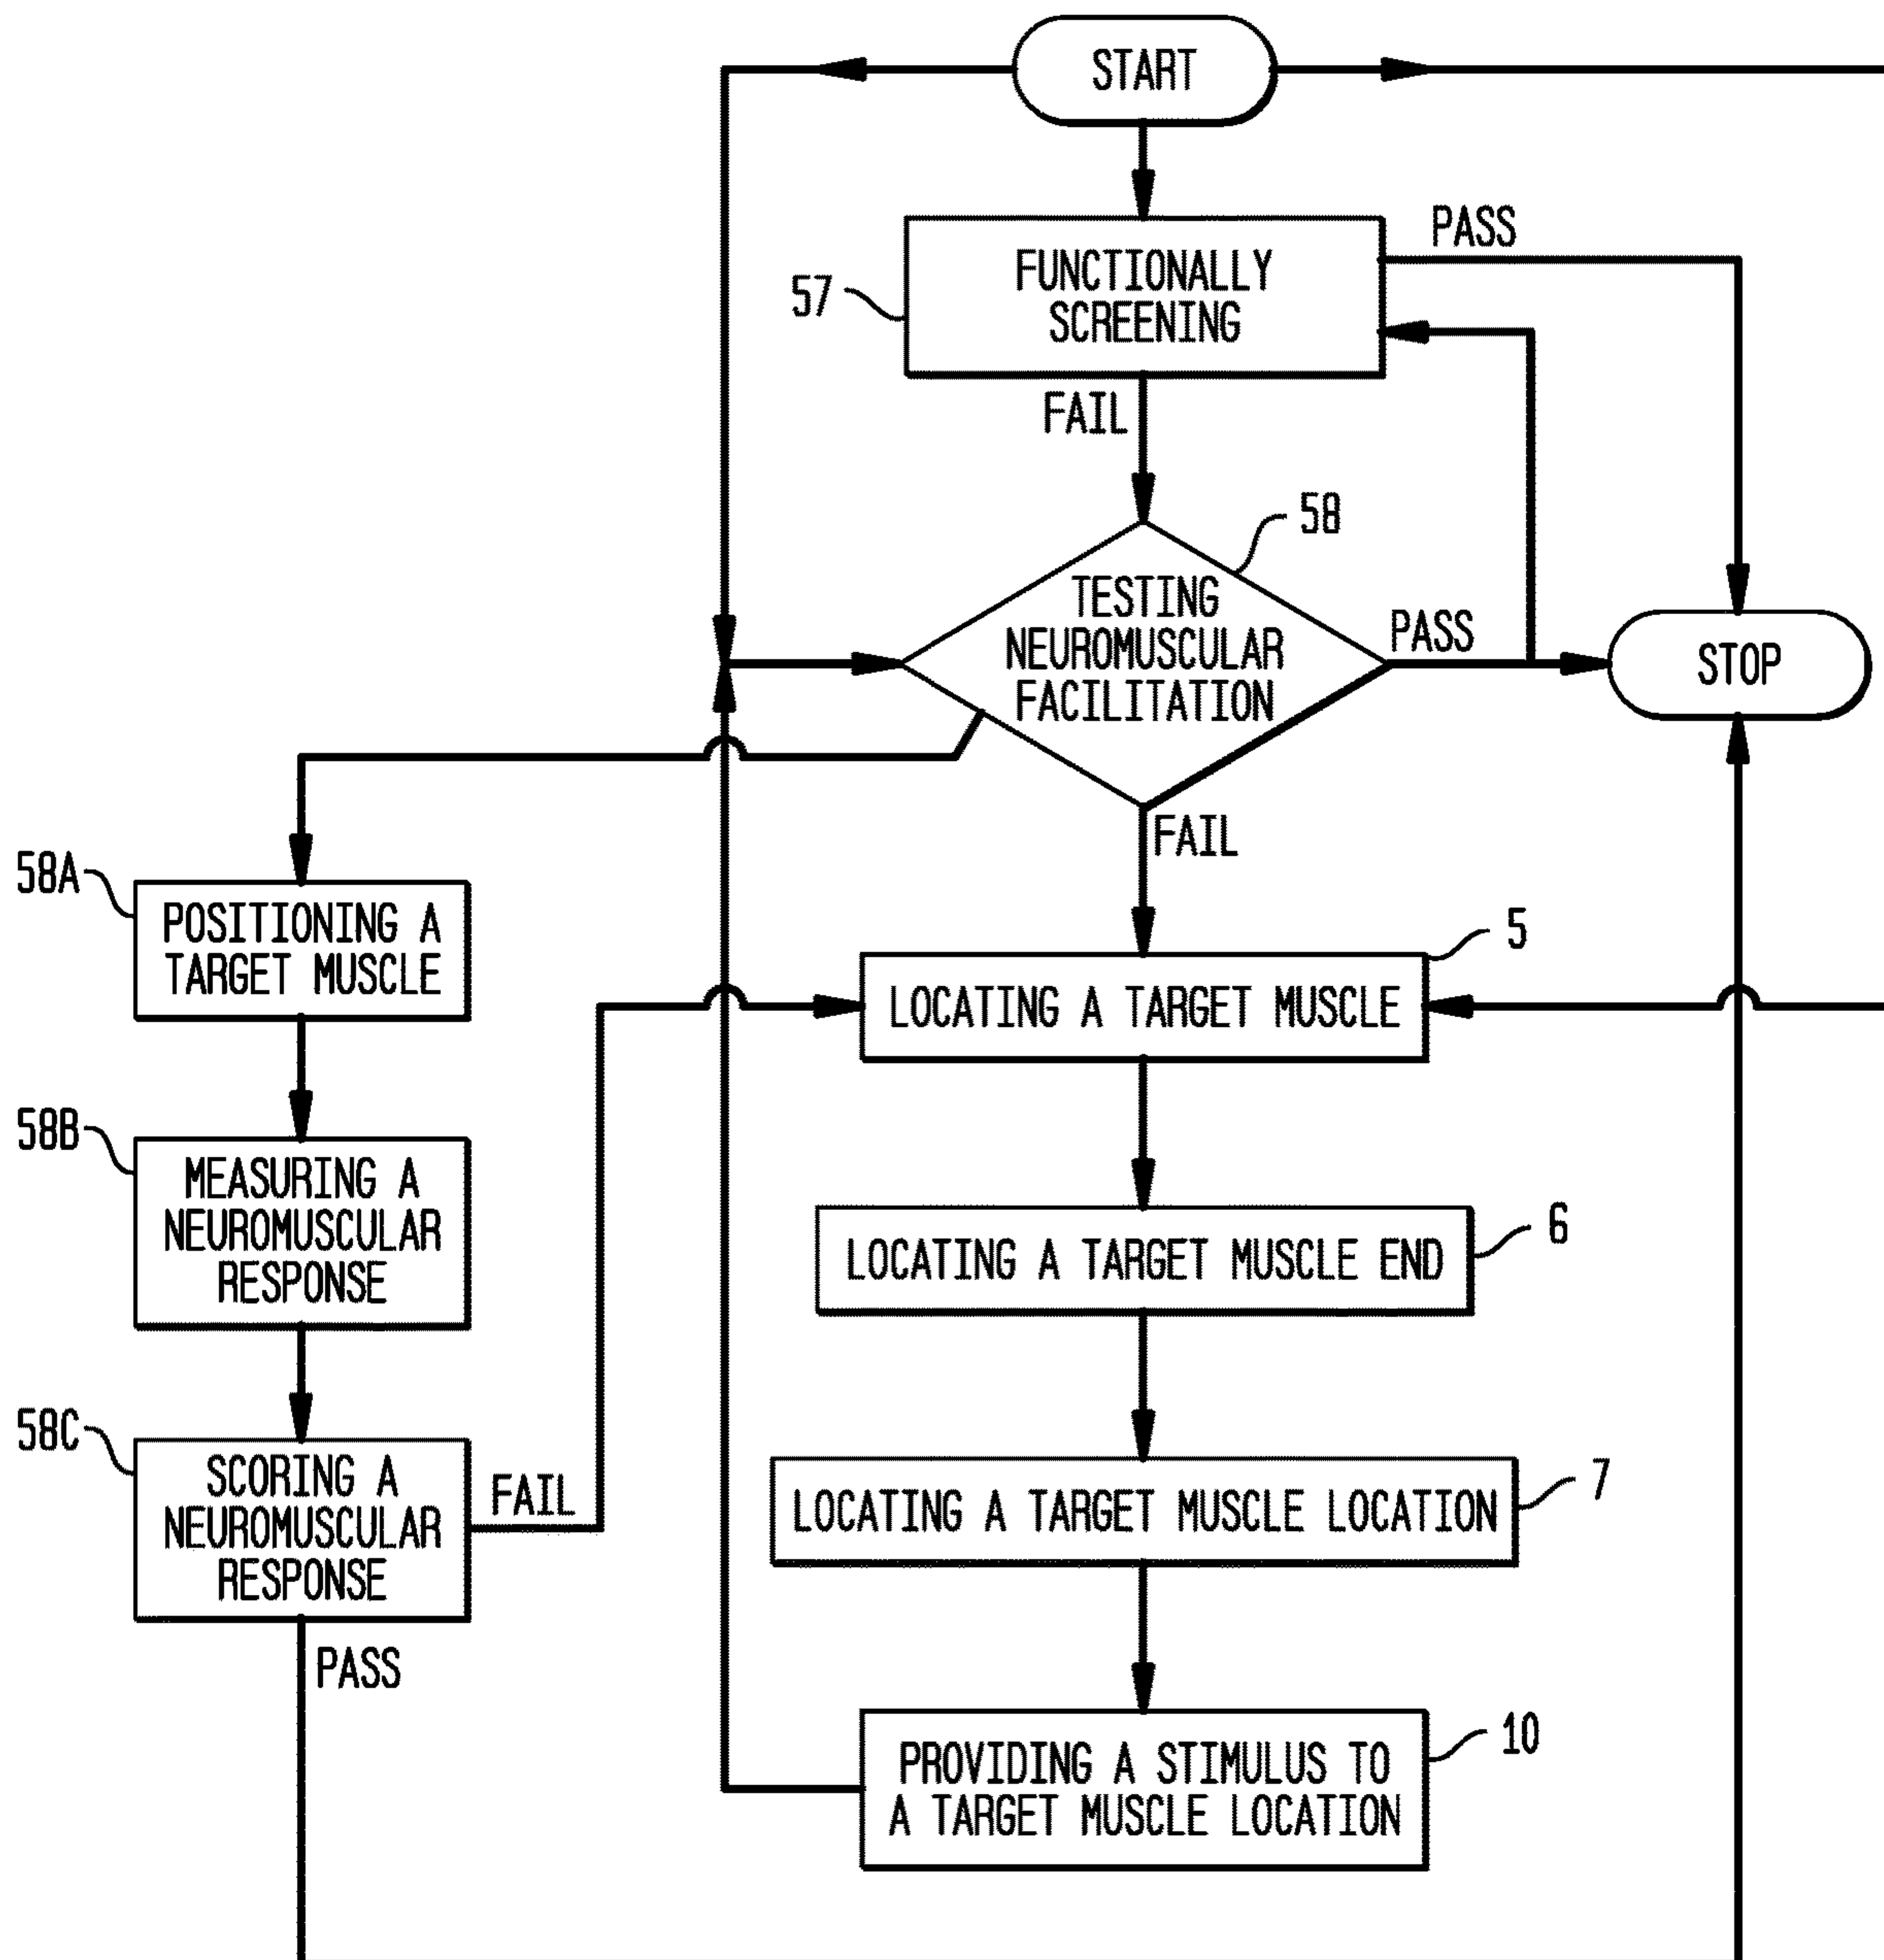 START
PASS
57
FUNCTIONALLY
SCREENING
FAIL
58
TESTING
NEUROMUSCULAR
FACILITATION
PASS
STOP
FAIL
58A
POSITIONING A
TARGET MUSCLE
5
LOCATING A TARGET MUSCLE
58B
MEASURING A
NEUROMUSCULAR
RESPONSE
6
LOCATING A TARGET MUSCLE END
58C
SCORING A
NEUROMUSCULAR
RESPONSE
FAIL
7
LOCATING A TARGET MUSCLE LOCATION
PASS
10
PROVIDING A STIMULUS TO
A TARGET MUSCLE LOCATION